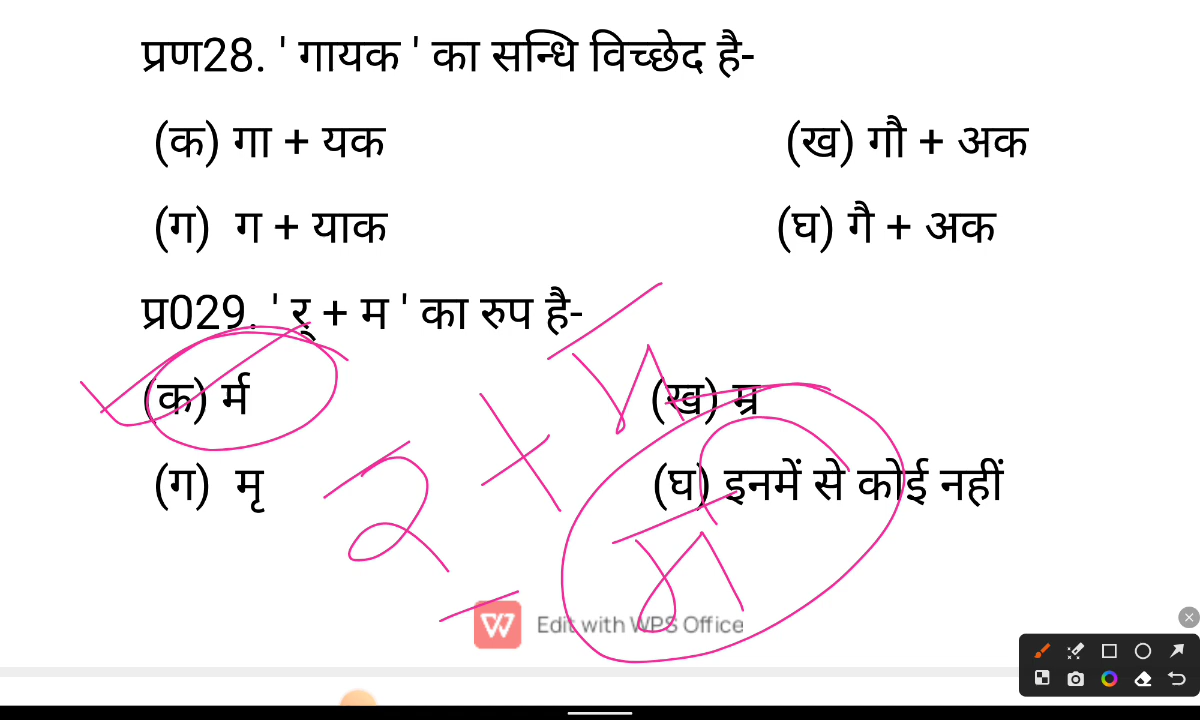 प्रण28. ' गायक ' का सन्धि विच्छेद है-
(क) गा + यक (ख) गौ + अक
(ग) ग + याक (घ) गै + अक
प्र029. ' र् + म ' का रुप है-
(क) र्म (ख) म्र
(ग) मृ (घ) इनमें से कोई नहीं
र + म
= र्म
Edit with WPS Office